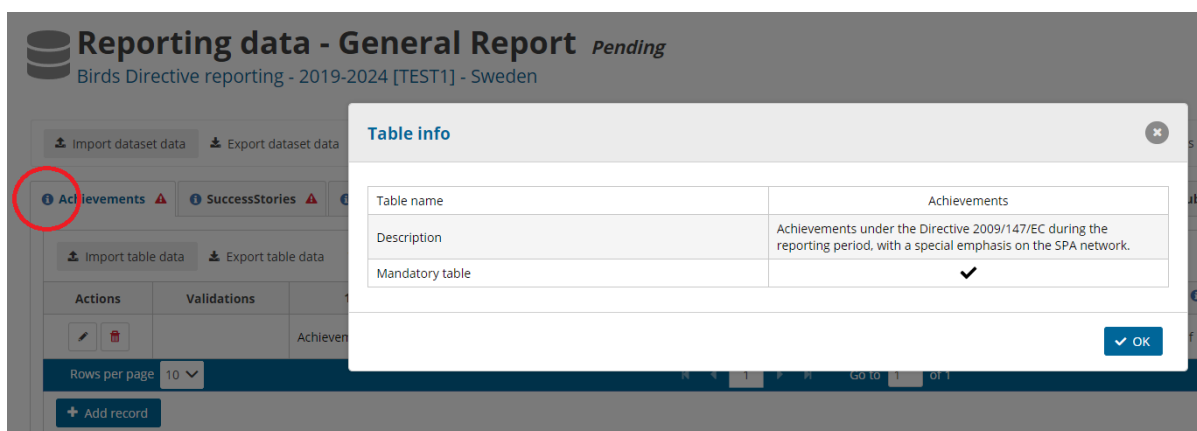 Reporting data - General Report Pending
Birds Directive reporting - 2019-2024 [TEST1] - Sweden
Import dataset data Export dataset data
Table info
Achievements SuccessStories
Table name Achievements
Description Achievements under the Directive 2009/147/EC during the
reporting period, with a special emphasis on the SPA network.
Mandatory table
Import table data Export table data
Actions Validations
OK
Rows per page 10 1 Go to 1 of 1
Add record